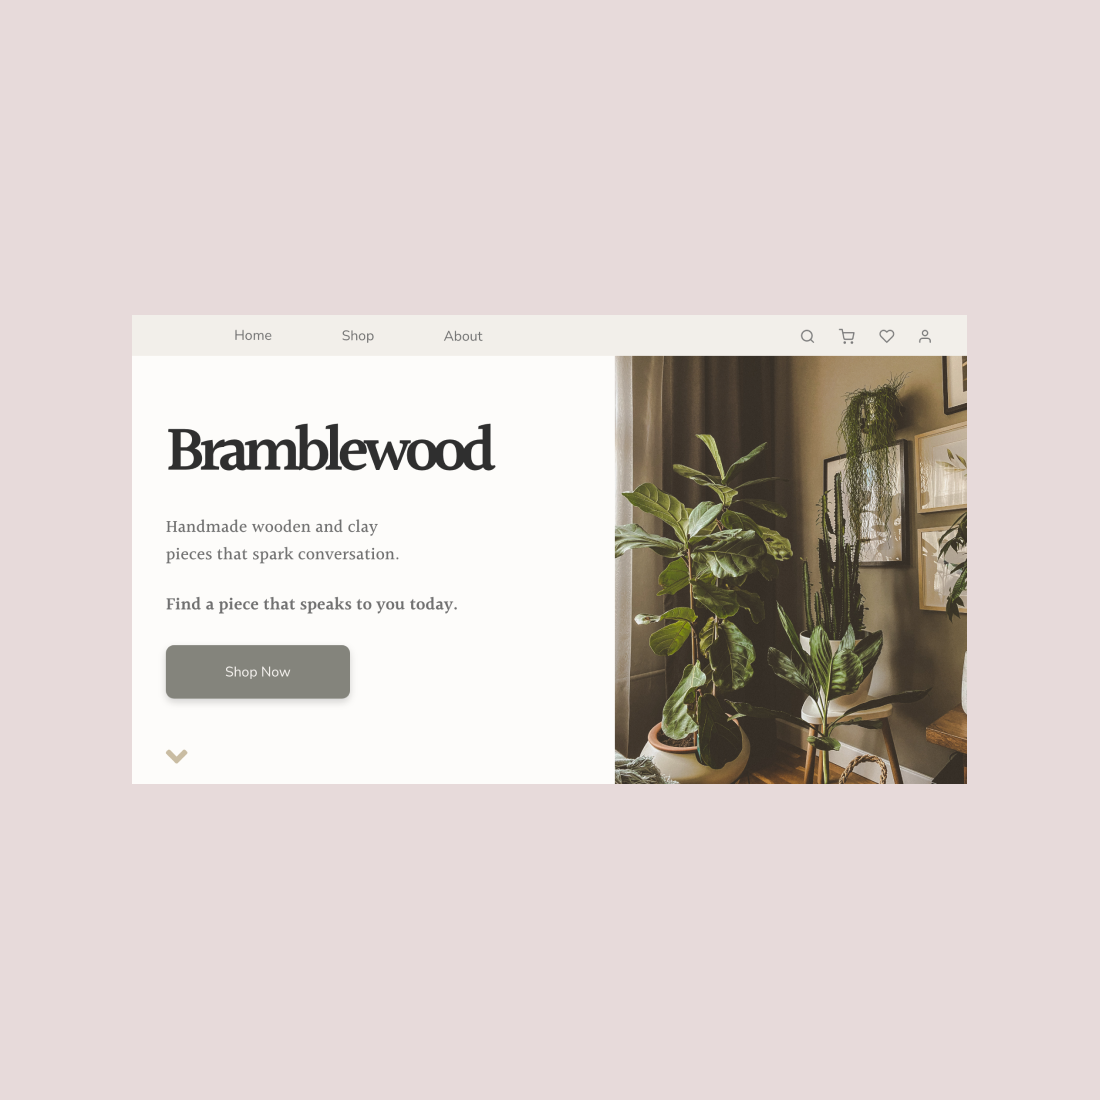 Home Shop About
Bramblewood
Handmade wooden and clay
pieces that spark conversation.
Find a piece that speaks to you today.
Shop Now